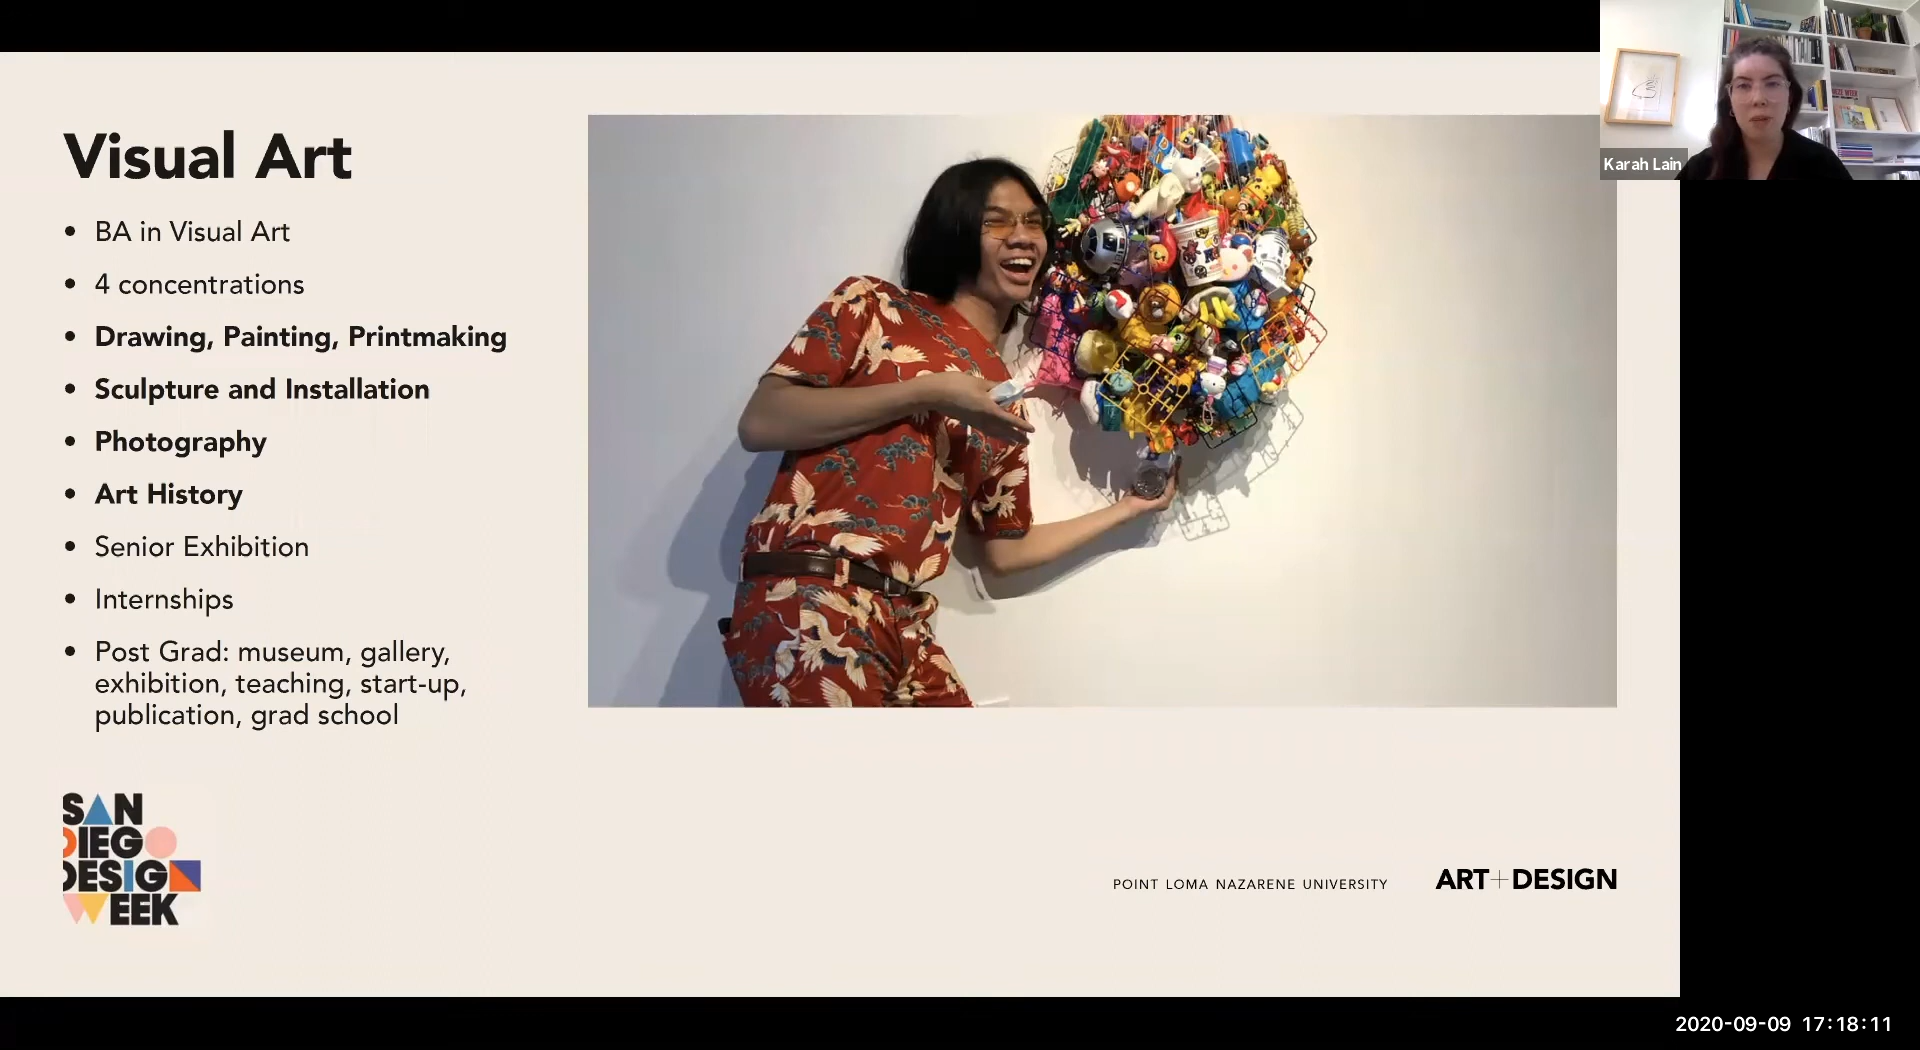 Visual Art
• BA in Visual Art
• 4 concentrations
• Drawing, Painting, Printmaking
• Sculpture and Installation
• Photography
• Art History
• Senior Exhibition
• Internships
• Post Grad: museum, gallery,
exhibition, teaching, start-up,
publication, grad school
SAN
DIEGO
DESIGN
WEEK
POINT LOMA NAZARENE UNIVERSITY
ART+DESIGN
Karah Lain
2020-09-09 17:18:11